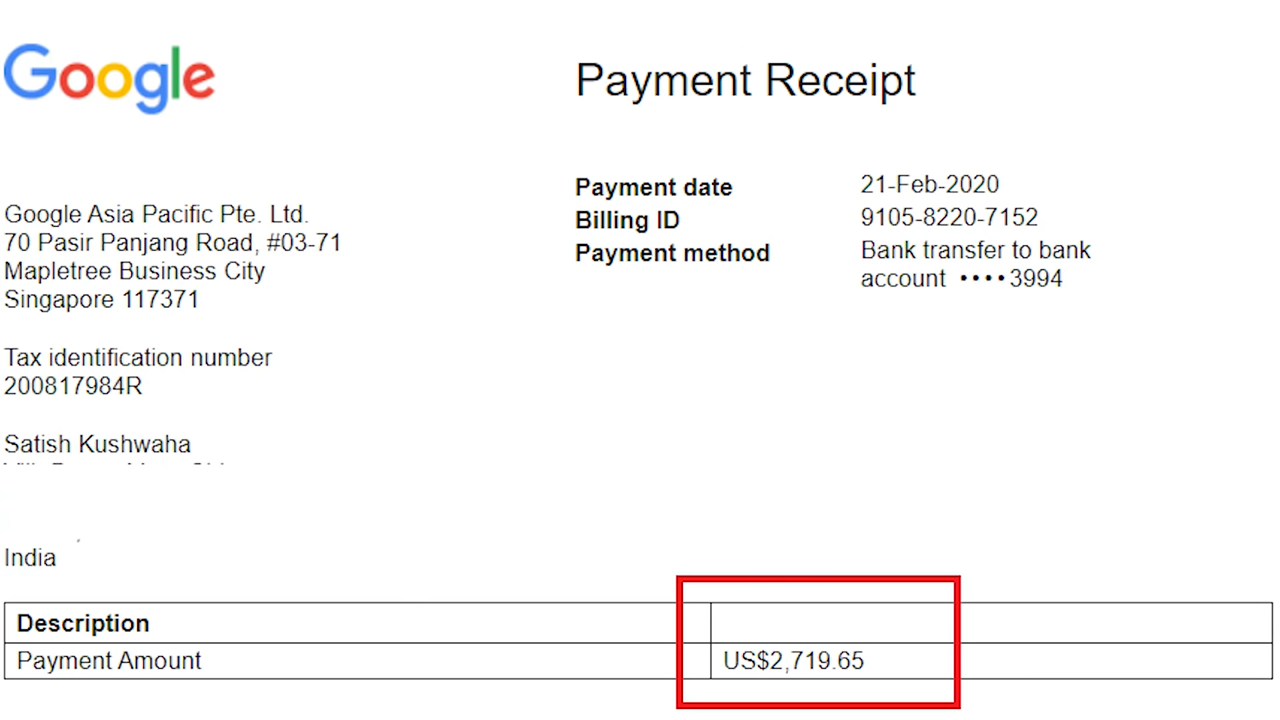 Google
Payment Receipt
Payment date 21-Feb-2020
Billing ID 9105-8220-7152
Payment method Bank transfer to bank
account ••••3994
Google Asia Pacific Pte. Ltd.
70 Pasir Panjang Road, #03-71
Mapletree Business City
Singapore 117371
Tax identification number
200817984R
Satish Kushwaha
India
Description
Payment Amount US$2,719.65